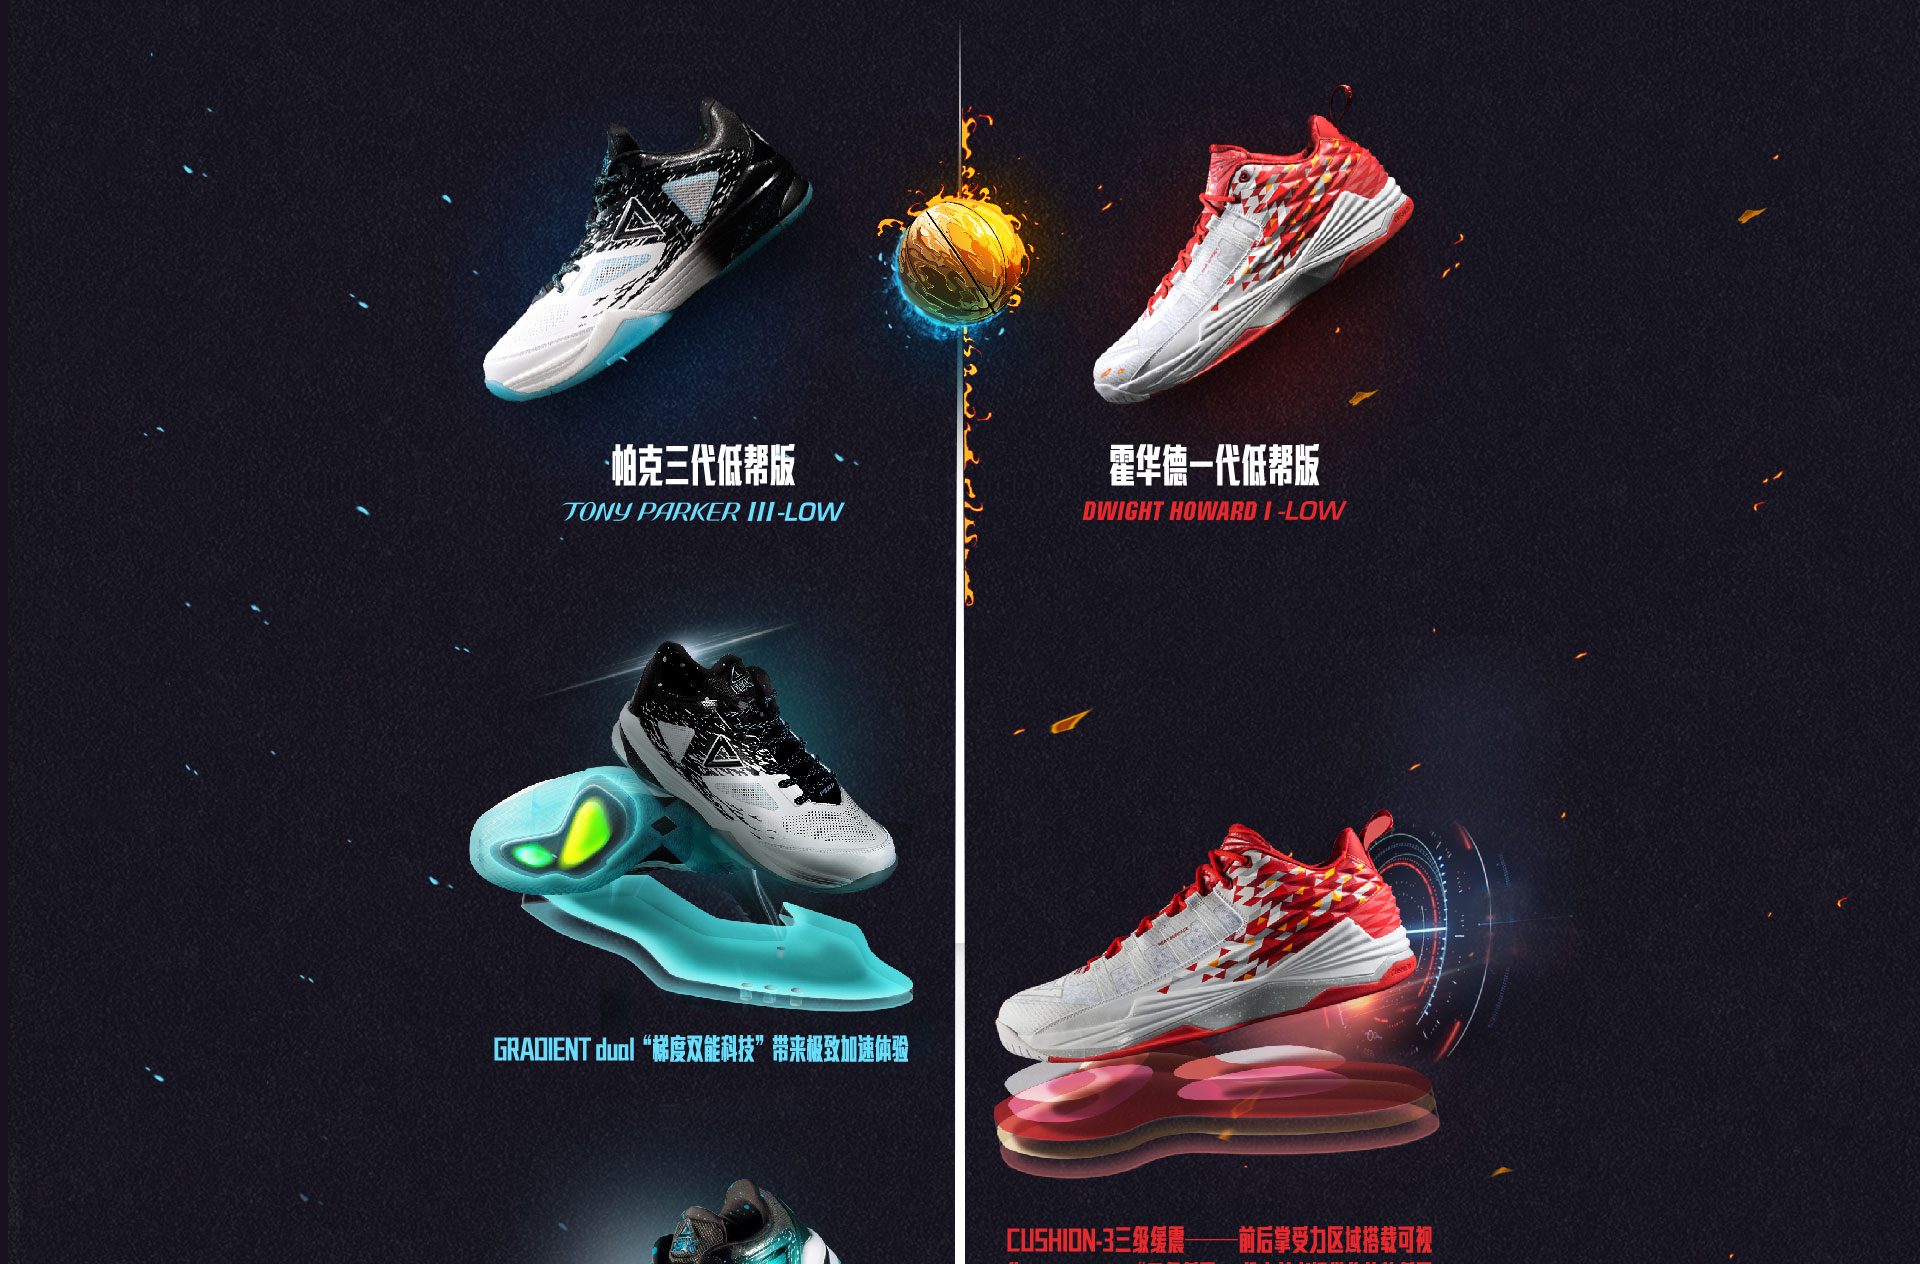 帕克三代低帮版
TONY PARKER III-LOW
霍华德一代低帮版
DWIGHT HOWARD I -LOW
GRADIENT dual “梯度双能科技” 带来极致加速体验
CUSHION-3三级缓震——前后掌受力区域搭载可视